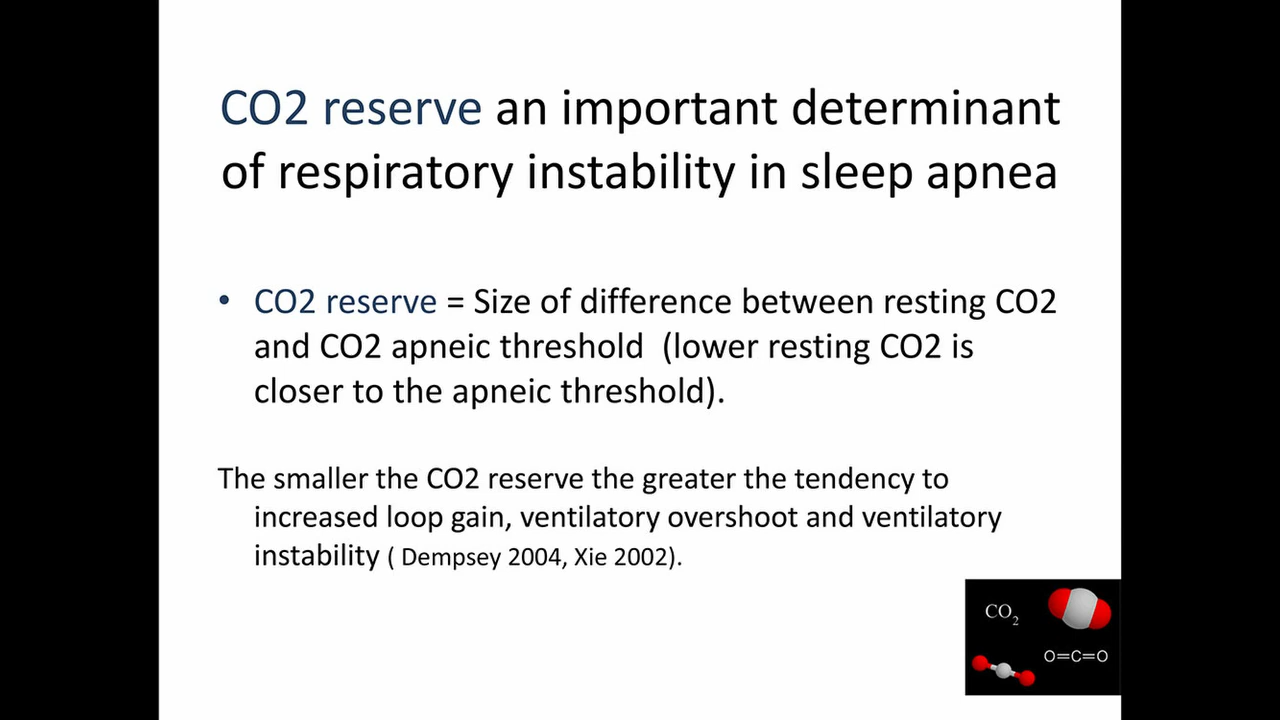 CO2 reserve an important determinant
of respiratory instability in sleep apnea
• CO2 reserve = Size of difference between resting CO2
and CO2 apneic threshold  (lower resting CO2 is
closer to the apneic threshold).
The smaller the CO2 reserve the greater the tendency to
increased loop gain, ventilatory overshoot and ventilatory
instability ( Dempsey 2004, Xie 2002).
CO2
O=C=O